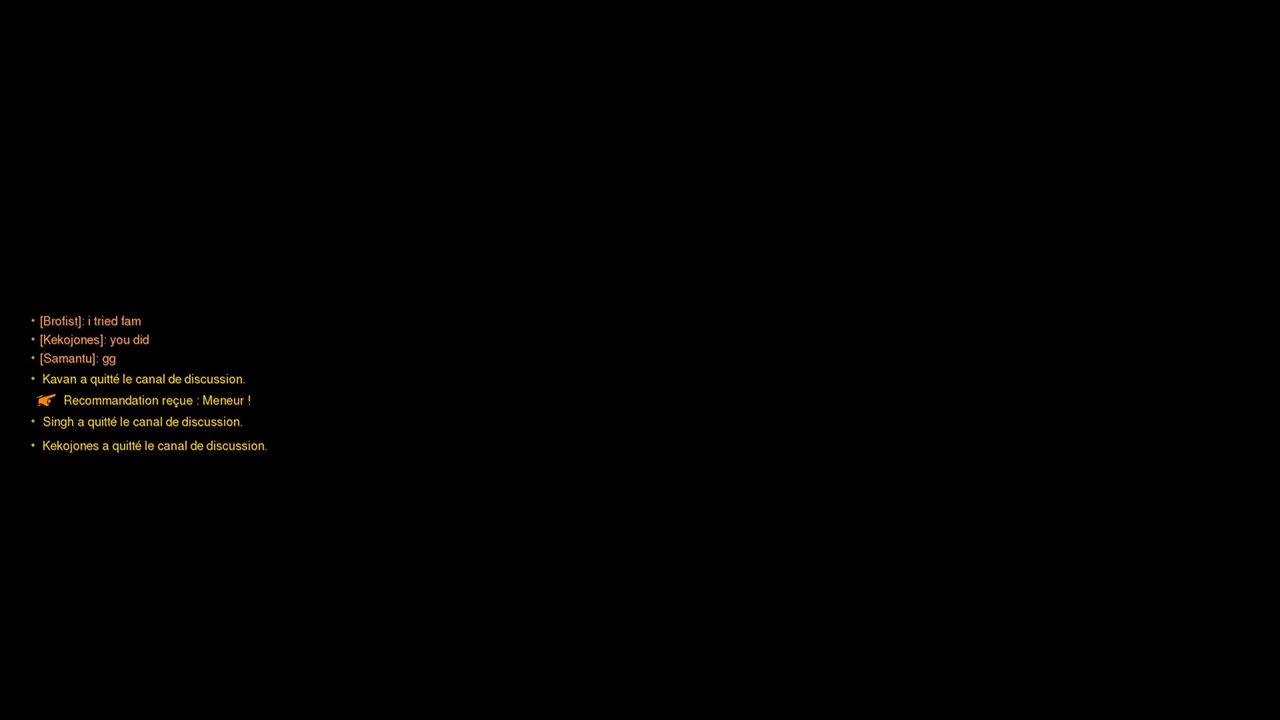 • [Brofist]: i tried fam
• [Kekojones]: you did
• [Samantu]: gg
• Kavan a quitté le canal de discussion.
Recommandation reçue : Meneur !
• Singh a quitté le canal de discussion.
• Kekojones a quitté le canal de discussion.